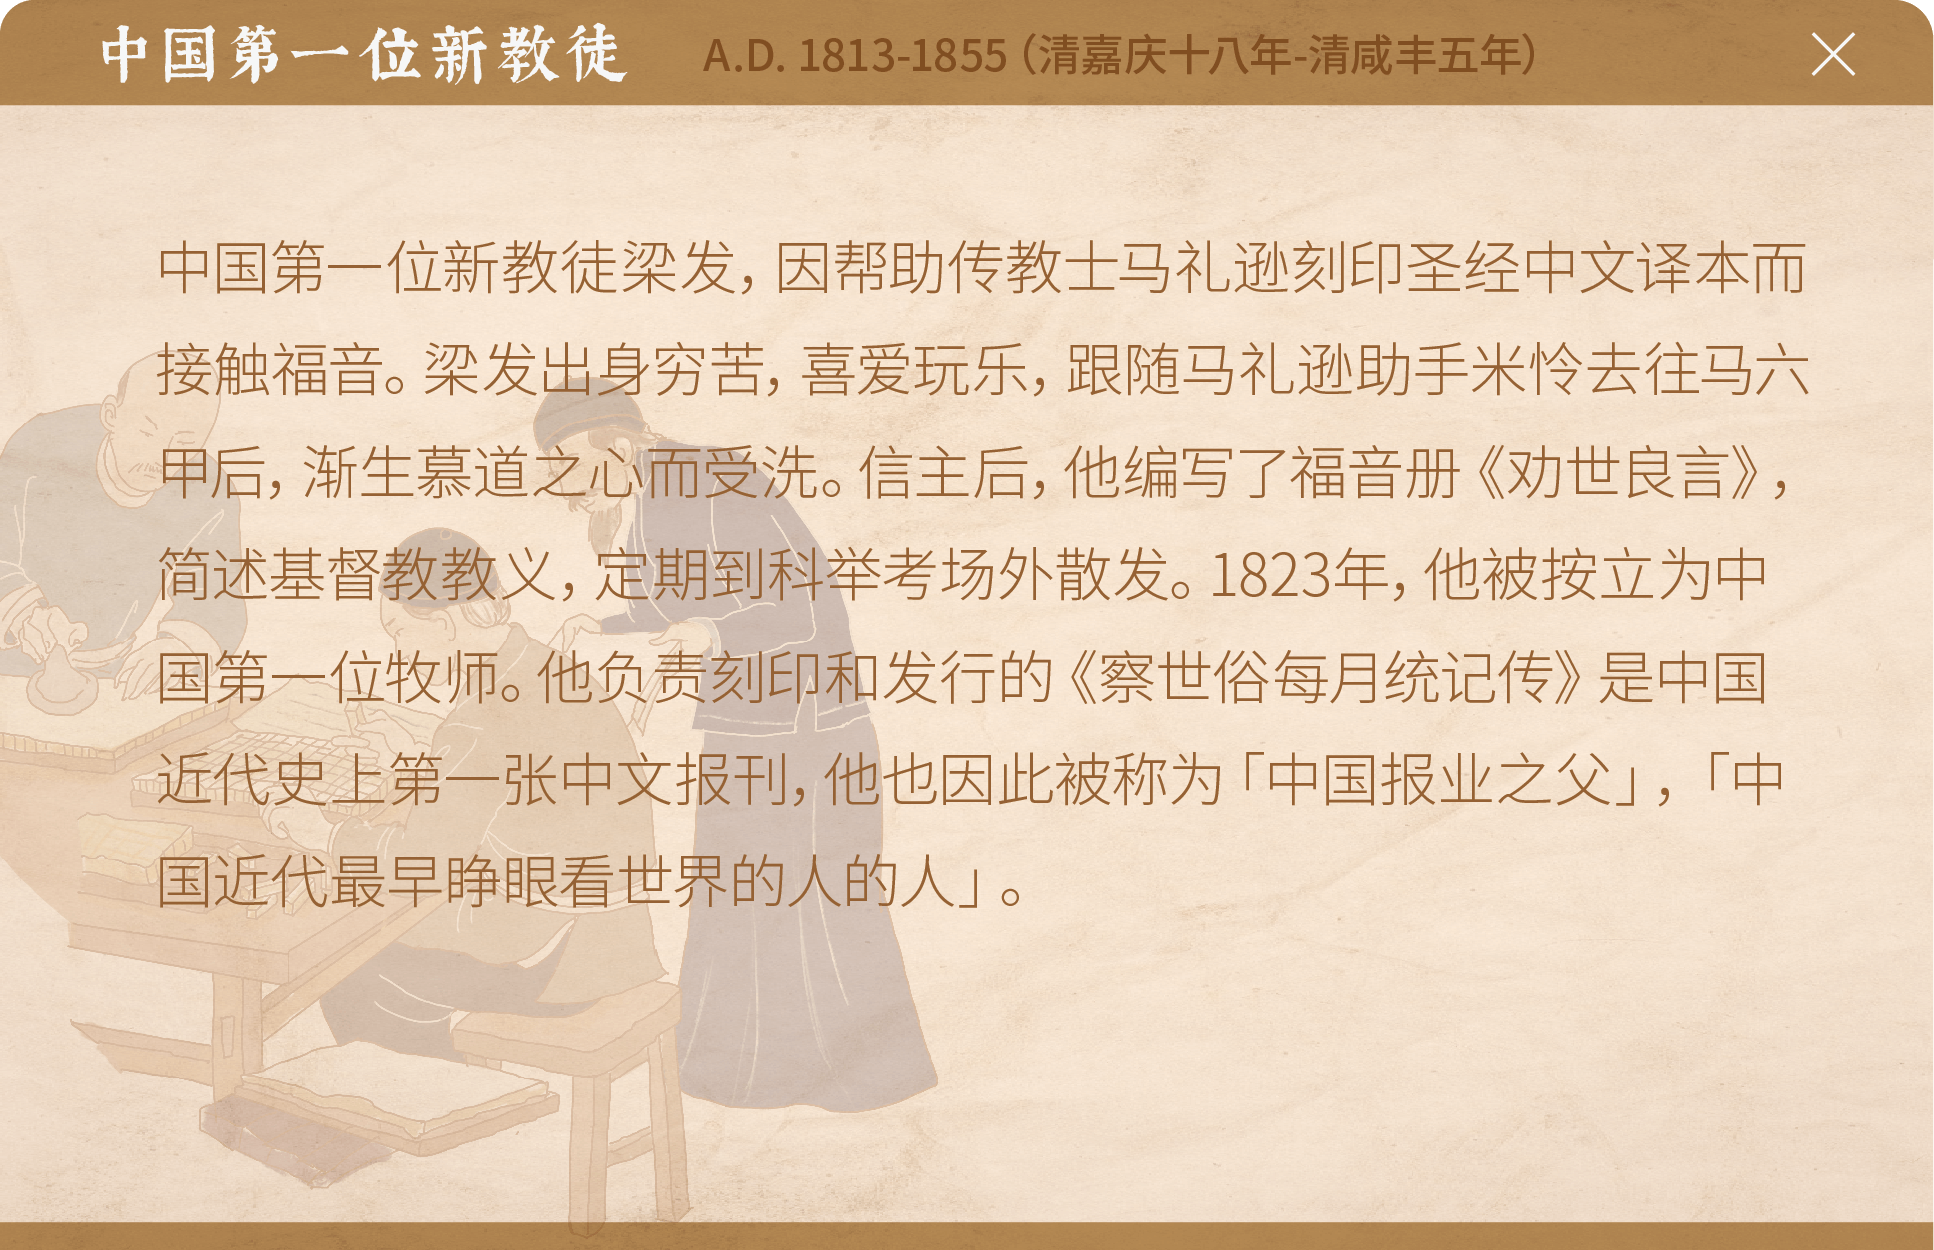 中国第一位新教徒 A.D. 1813-1855（清嘉庆十八年-清咸丰五年）
中国第一位新教徒梁发，因帮助传教士马礼逊刻印圣经中文译本而
接触福音。梁发出身穷苦，喜爱玩乐，跟随马礼逊助手米怜去往马六
甲后，渐生慕道之心而受洗。信主后，他编写了福音册《劝世良言》，
简述基督教教义，定期到科举考场外散发。1823年，他被按立为中
国第一位牧师。他负责刻印和发行的《察世俗每月统记传》是中国
近代史上第一张中文报刊，他也因此被称为「中国报业之父」，「中
国近代最早睁眼看世界的人的人」。